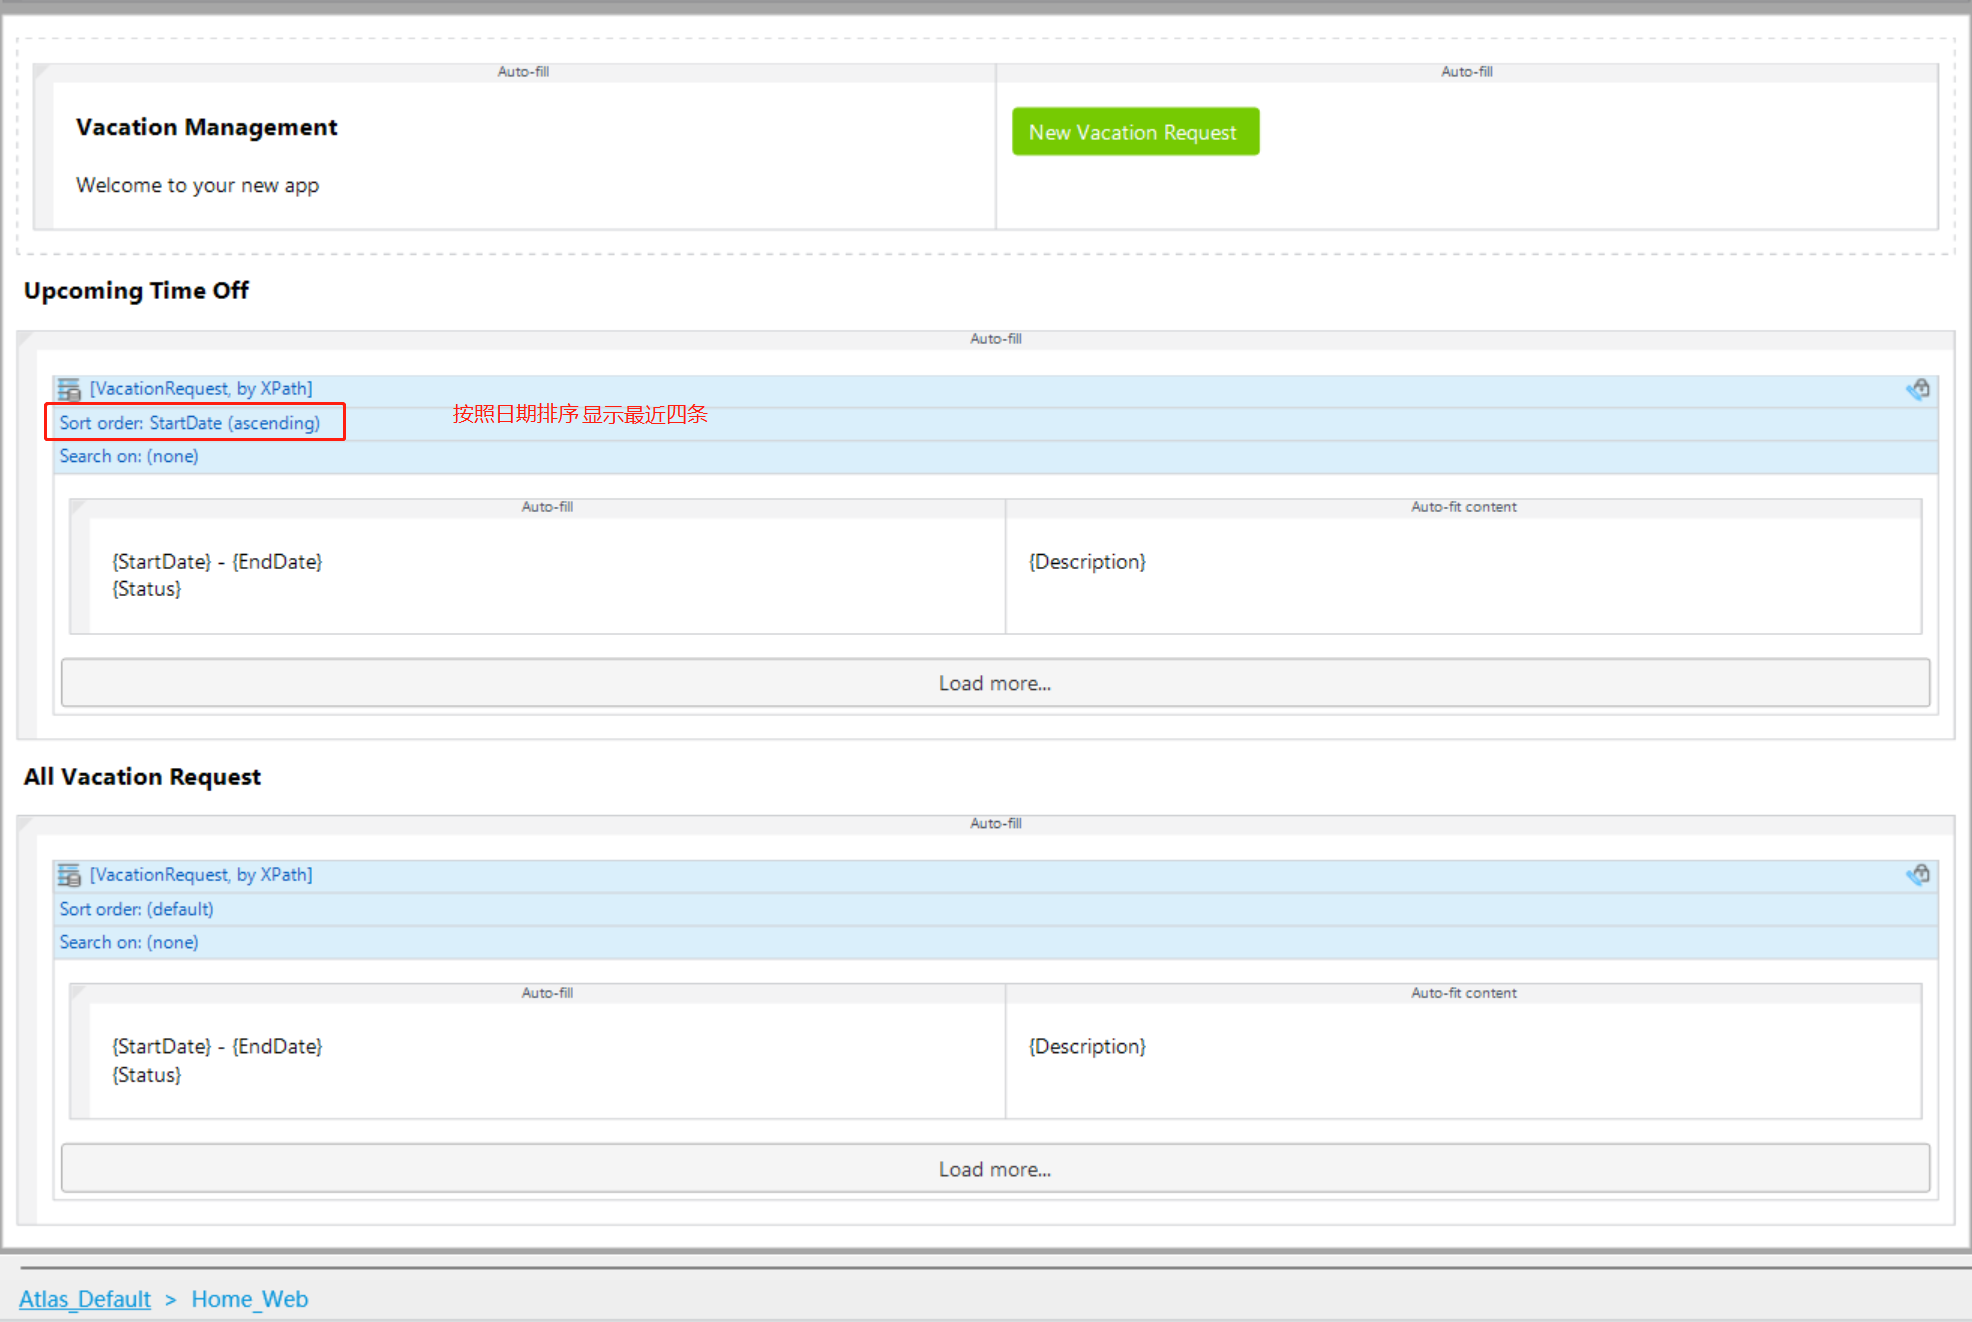 Auto-fill
Auto-fill
Vacation Management
New Vacation Request
Welcome to your new app
Upcoming Time Off
Auto-fill
[VacationRequest, by XPath]
Sort order: StartDate (ascending)
按照日期排序 显示最近四条
Search on: (none)
Auto-fill
Auto-fit content
{StartDate} - {EndDate}
{Description}
{Status}
Load more...
All Vacation Request
Auto-fill
[VacationRequest, by XPath]
Sort order: (default)
Search on: (none)
Auto-fill
Auto-fit content
{StartDate} - {EndDate}
{Description}
{Status}
Load more...
Atlas_Default > Home_Web